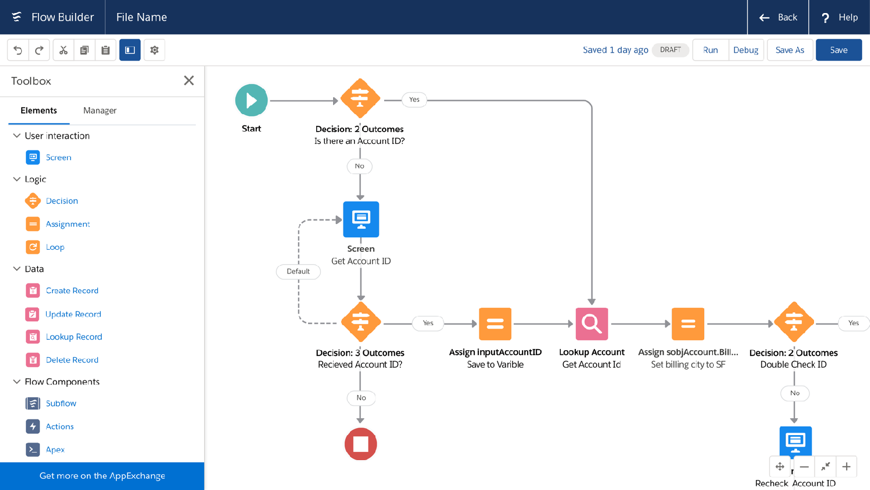 Flow Builder
File Name
Back
? Help
Saved 1 day ago
DRAFT
Run
Debug
Save As
Save
Toolbox
Elements
Manager
User Interaction
Screen
Logic
Decision
Assignment
Loop
Data
Create Record
Update Record
Lookup Record
Delete Record
Flow Components
Subflow
Actions
Apex
Get more on the AppExchange
Start
Decision: 2 Outcomes
Is there an Account ID?
Yes
No
Screen
Get Account ID
Default
Decision: 3 Outcomes
Recieved Account ID?
Yes
No
Assign inputAccountID
Save to Varible
Lookup Account
Get Account Id
Assign sobjAccount.Bill...
Set billing city to SF
Decision: 2 Outcomes
Double Check ID
Yes
No
Recheck Account ID